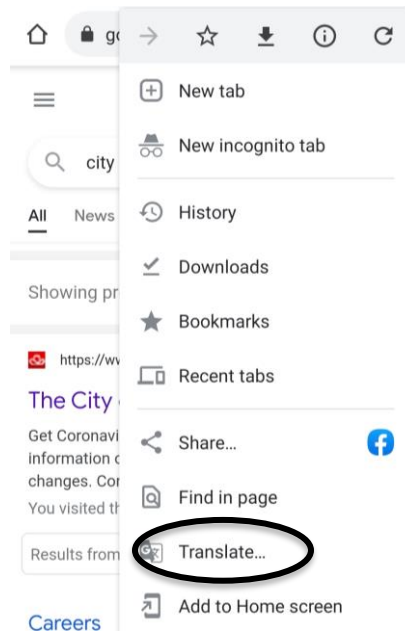 go
New tab
New incognito tab
city
All News
History
Downloads
Showing pr
Bookmarks
https://ww
Recent tabs
The City
Get Coronavi
information c
changes. Cor
You visited th
Share...
Find in page
Results from
Translate...
Add to Home screen
Careers